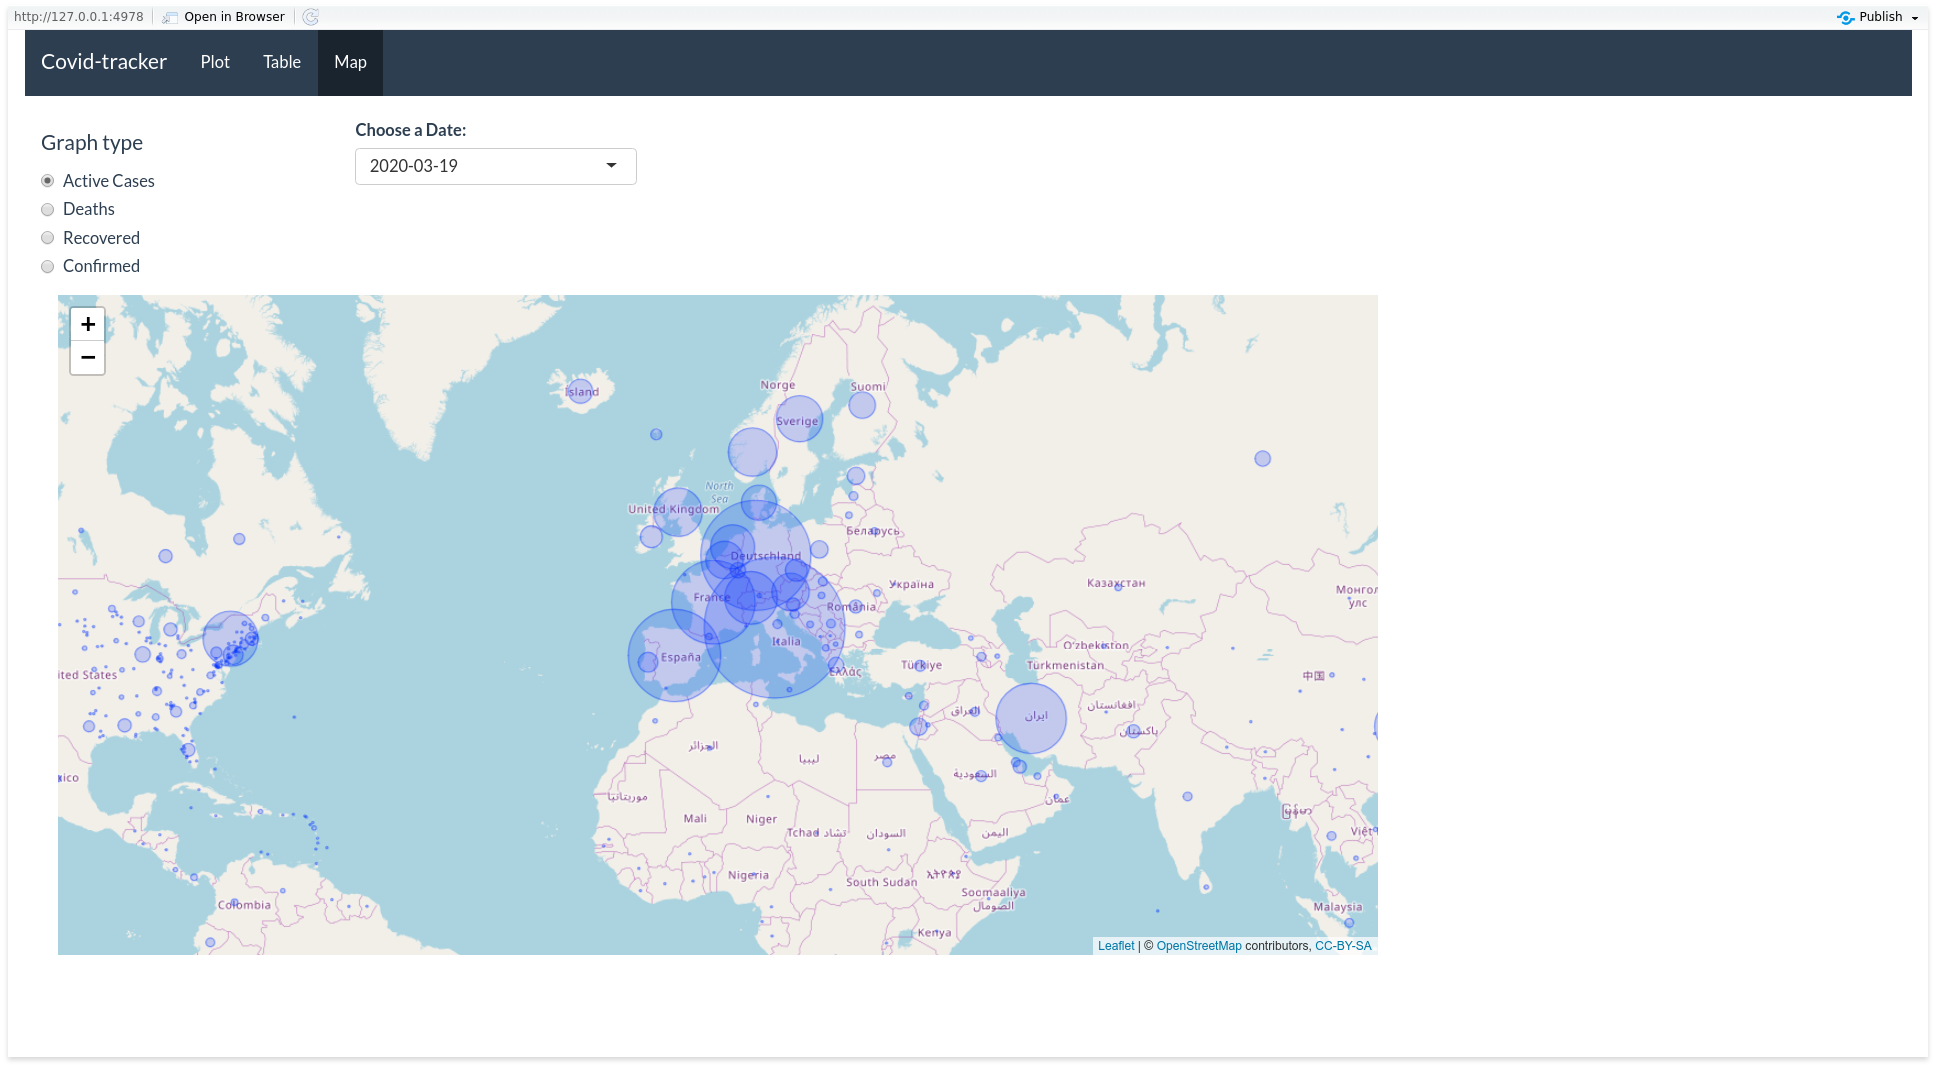 http://127.0.0.1:4978 Open in Browser Publish
Covid-tracker Plot Table Map
Graph type
Active Cases
Deaths
Recovered
Confirmed
Choose a Date:
2020-03-19
+
−
Ísland
Norge
Suomi
Sverige
North
Sea
United Kingdom
Беларусь
Deutschland
Україна
Казахстан
Монгол
улс
France
România
Italia
España
Ελλάς
Türkiye
O'zbekiston
Türkmenistan
ited States
中国
ایران
العراق
افغانستان
پاکستان
الجزائر
ليبيا
مصر
السعودية
عمان
ico
موريتانيا
Mali
Niger
Tchad تشاد
السودان
اليمن
Việt
Nigeria
South Sudan
Soomaaliya
الصومال
Colombia
Kenya
Malaysia
Leaflet | © OpenStreetMap contributors, CC-BY-SA